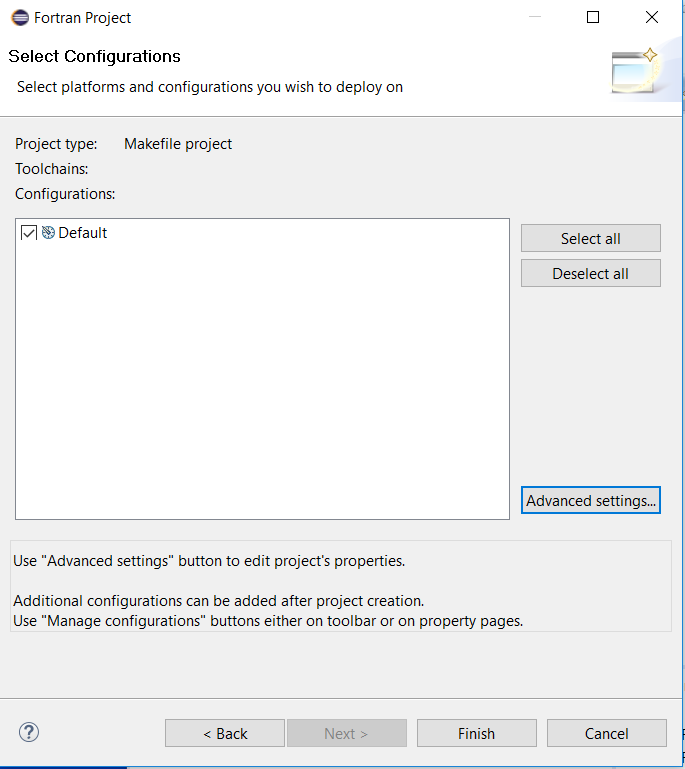 Fortran Project
Select Configurations
Select platforms and configurations you wish to deploy on
Project type: Makefile project
Toolchains:
Configurations:
Default
Select all
Deselect all
Advanced settings...
Use "Advanced settings" button to edit project's properties.
Additional configurations can be added after project creation.
Use "Manage configurations" buttons either on toolbar or on property pages.
?
< Back
Next >
Finish
Cancel